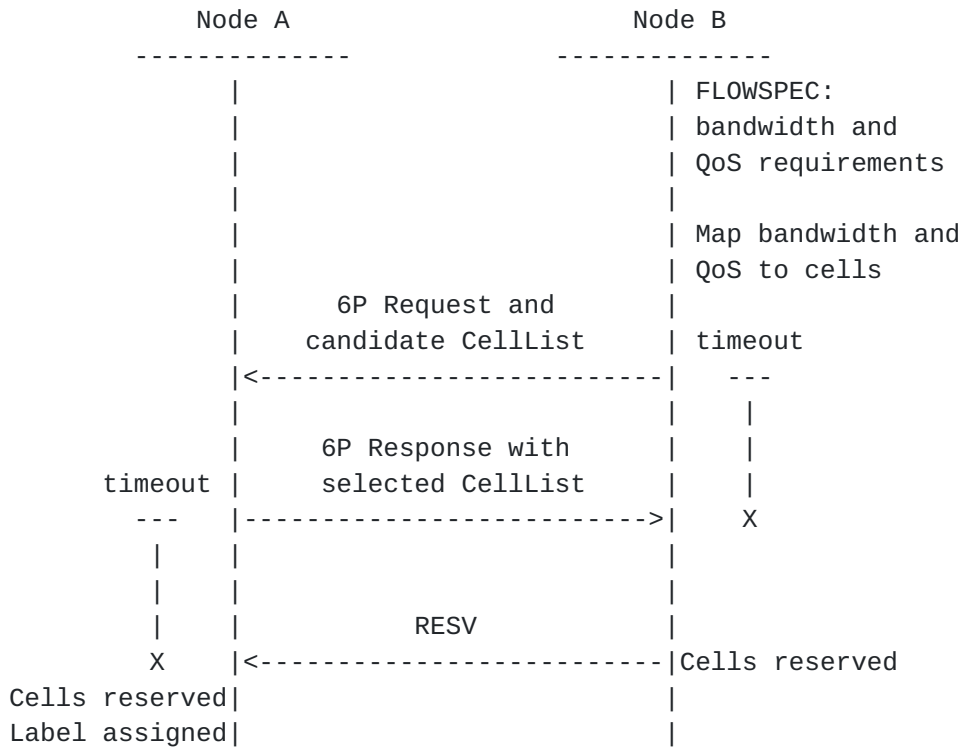 Node A                      Node B
--------------             --------------
|                            | FLOWSPEC:
|                            | bandwidth and
|                            | QoS requirements
|                            |
|                            | Map bandwidth and
|                            | QoS to cells
|      6P Request and       |
|    candidate CellList     | timeout
|<--------------------------|   ---
|                            |    |
|     6P Response with      |    |
timeout |     selected CellList     |    |
---   |-------------------------->|    X
|    |                            |
|    |                            |
|    |           RESV            |
X    |<--------------------------|Cells reserved
Cells reserved|                            |
Label assigned|                            |